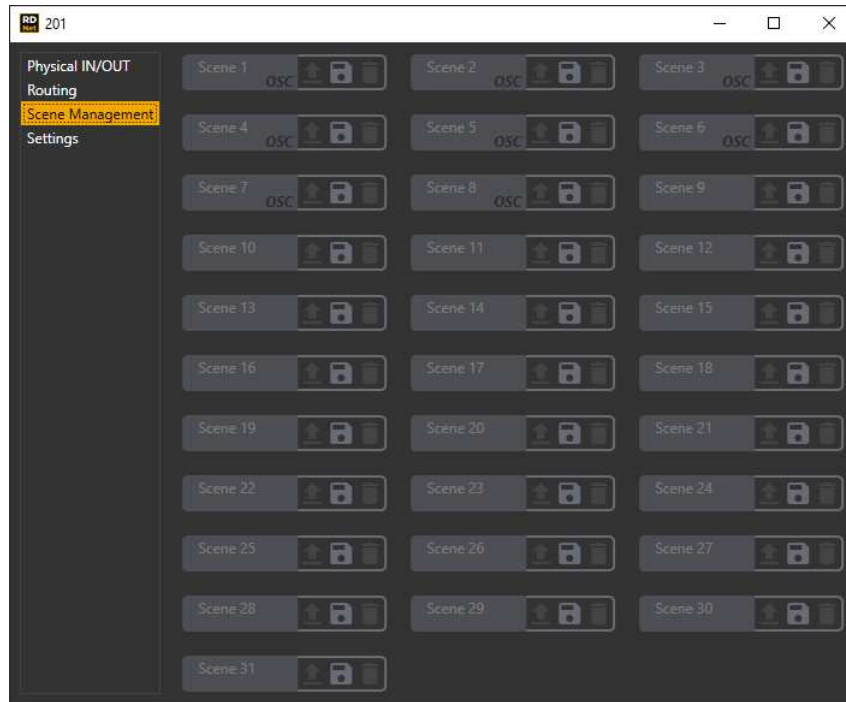 RD
Net
201
Physical IN/OUT
Routing
Scene Management
Settings
Scene 1 OSC
Scene 2 OSC
Scene 3 OSC
Scene 4 OSC
Scene 5 OSC
Scene 6 OSC
Scene 7 OSC
Scene 8 OSC
Scene 9
Scene 10
Scene 11
Scene 12
Scene 13
Scene 14
Scene 15
Scene 16
Scene 17
Scene 18
Scene 19
Scene 20
Scene 21
Scene 22
Scene 23
Scene 24
Scene 25
Scene 26
Scene 27
Scene 28
Scene 29
Scene 30
Scene 31